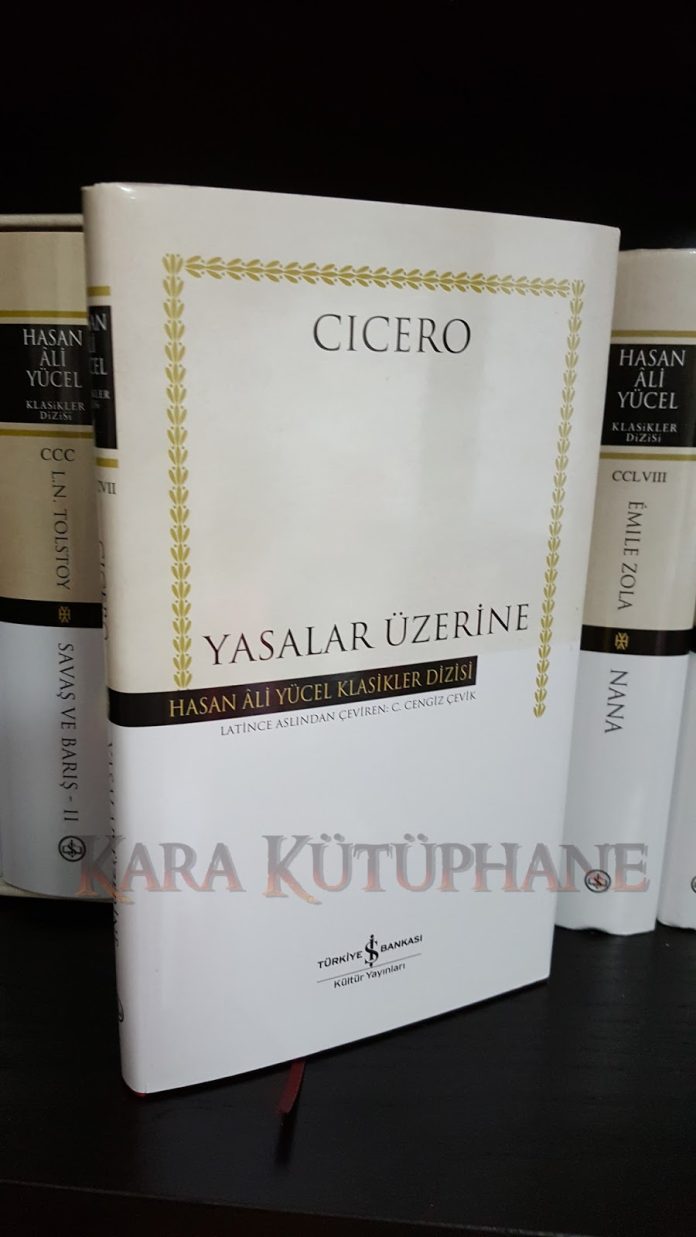 CICERO
YASALAR ÜZERİNE
HASAN ÂLİ YÜCEL KLASİKLER DİZİSİ
LATİNCE ASLINDAN ÇEVİREN: C. CENGİZ ÇEVİK
TÜRKİYE İŞ BANKASI
Kültür Yayınları
HASAN
ÂLİ
YÜCEL
KLASİKLER
DİZİSİ
CCC
L.N. TOLSTOY
SAVAŞ VE BARIŞ - II
HASAN
ÂLİ
YÜCEL
KLASİKLER
DİZİSİ
CCLVIII
ÉMILE ZOLA
NANA
KARA KÜTÜPHANE